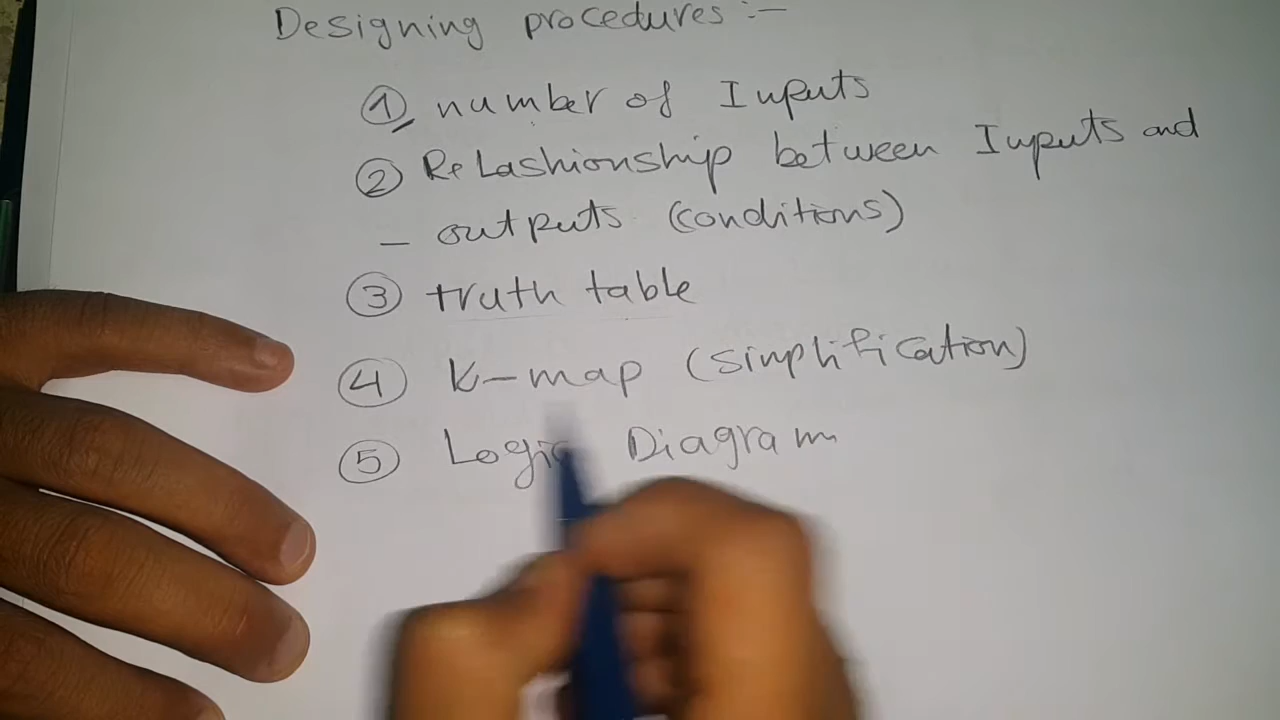 Designing procedures :-
① number of Inputs
② Relashionship between Inputs and
- outputs (conditions)
③ truth table
④ K-map (simplification)
⑤ Logic Diagram